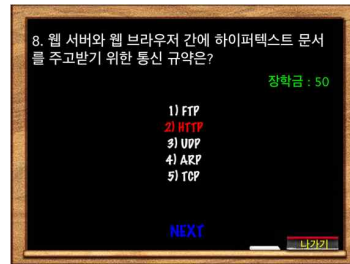 8. 웹 서버와 웹 브라우저 간에 하이퍼텍스트 문서
를 주고받기 위한 통신 규약은?
장학금 : 50
1) FTP
2) HTTP
3) UDP
4) ARP
5) TCP
NEXT
나가기